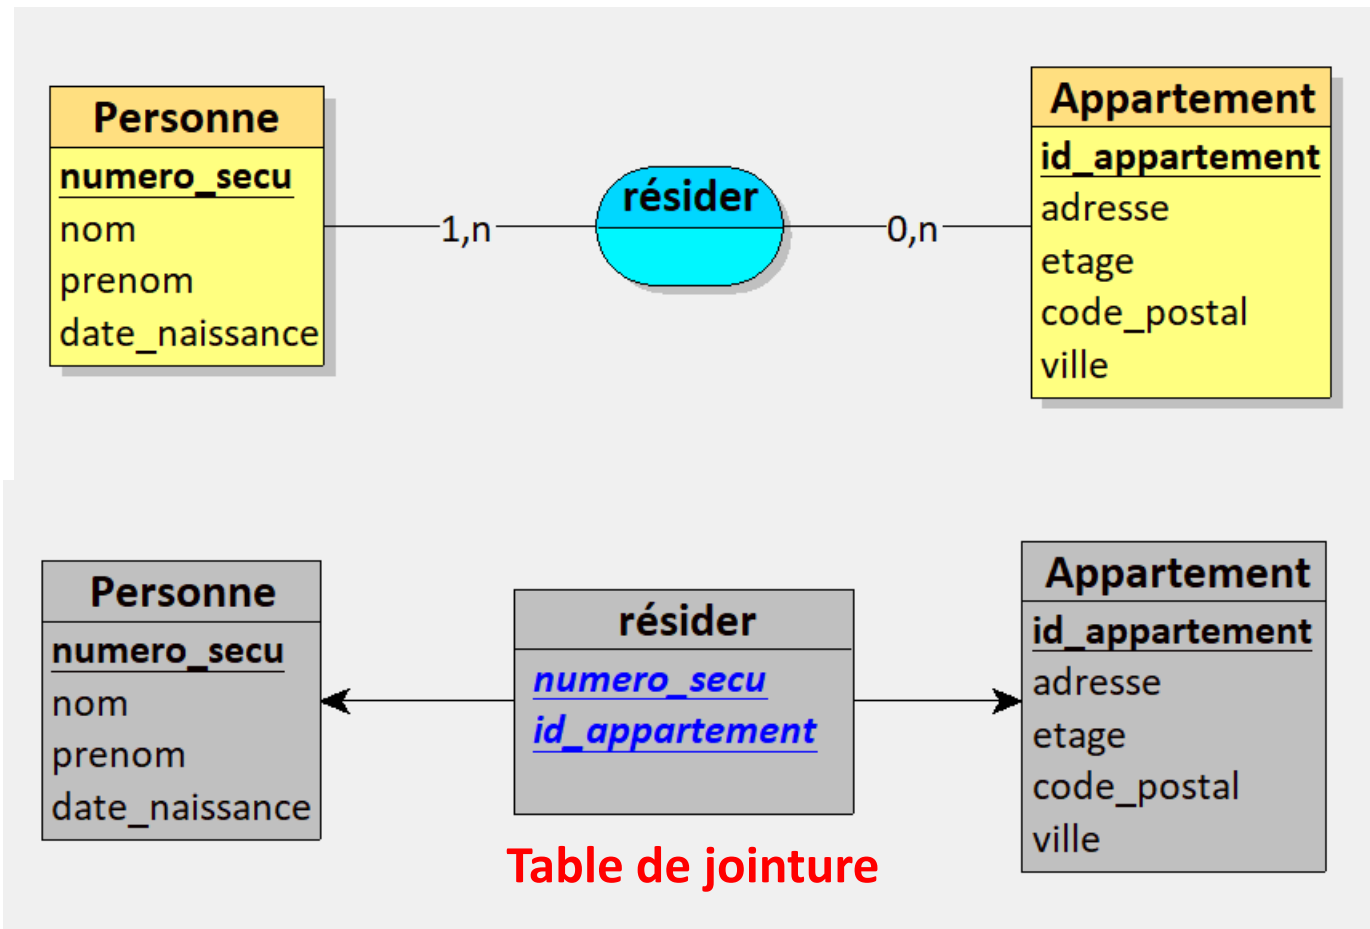 Personne
numero_secu
nom
prenom
date_naissance
1,n
résider
0,n
Appartement
id_appartement
adresse
etage
code_postal
ville
Personne
numero_secu
nom
prenom
date_naissance
résider
numero_secu
id_appartement
Table de jointure
Appartement
id_appartement
adresse
etage
code_postal
ville